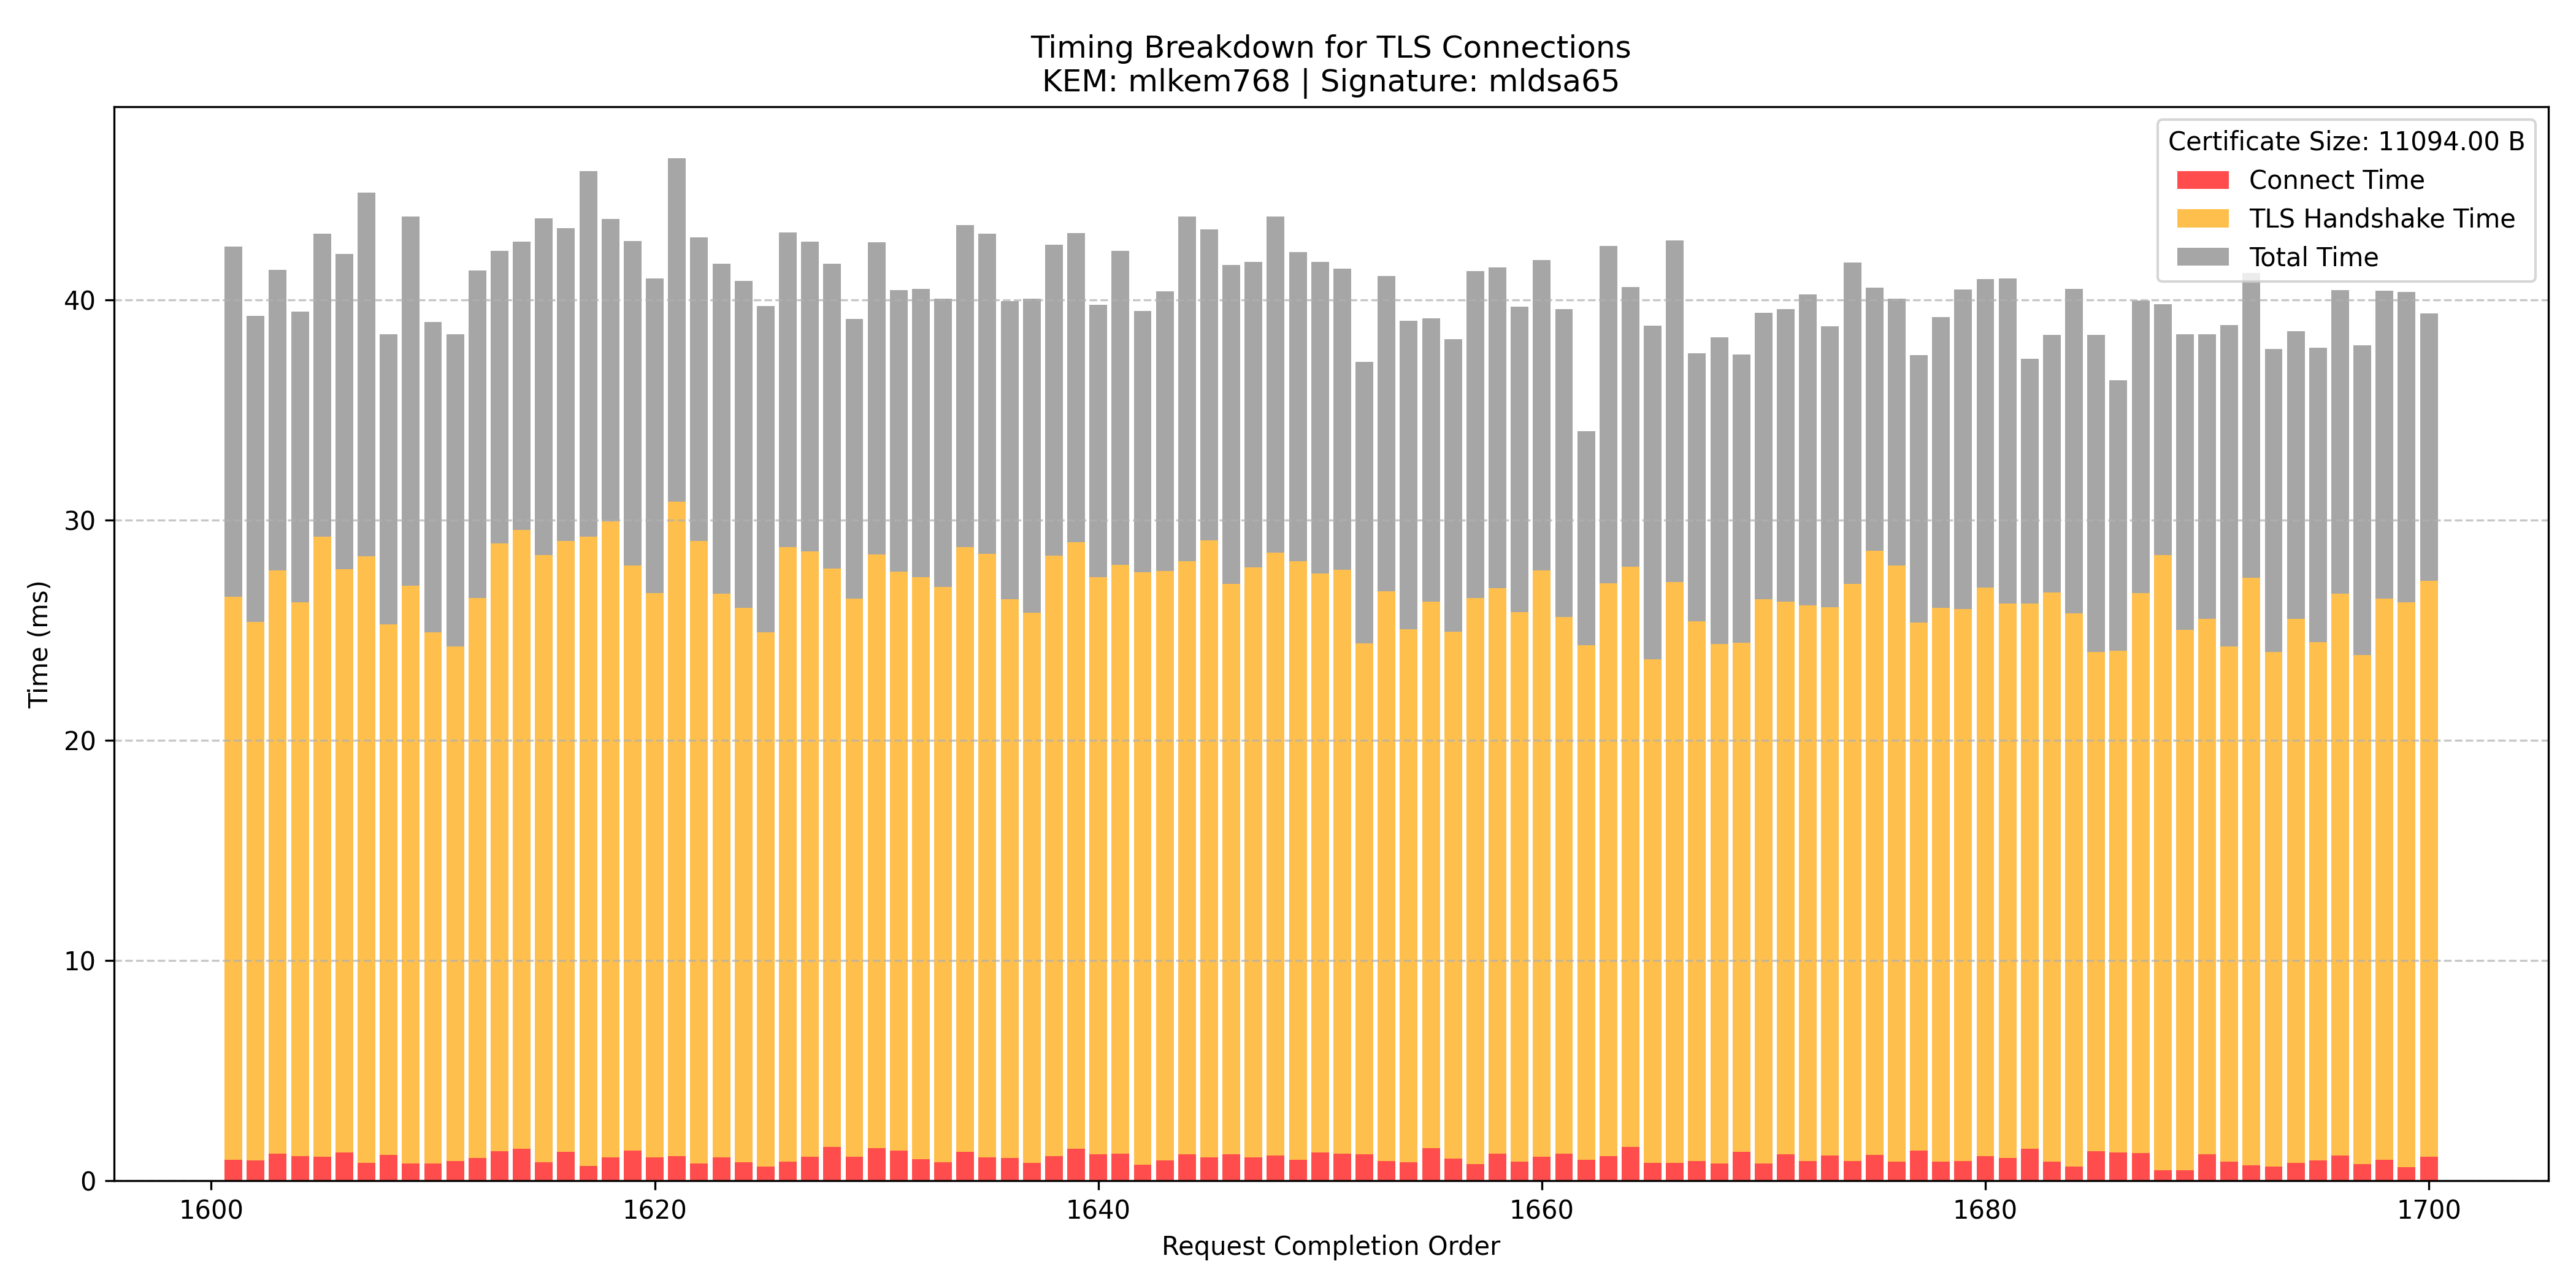 Timing Breakdown for TLS Connections
KEM: mlkem768 | Signature: mldsa65
Certificate Size: 11094.00 B
Connect Time
TLS Handshake Time
Total Time
Time (ms)
40
30
20
10
0
1600
1620
1640
1660
1680
1700
Request Completion Order